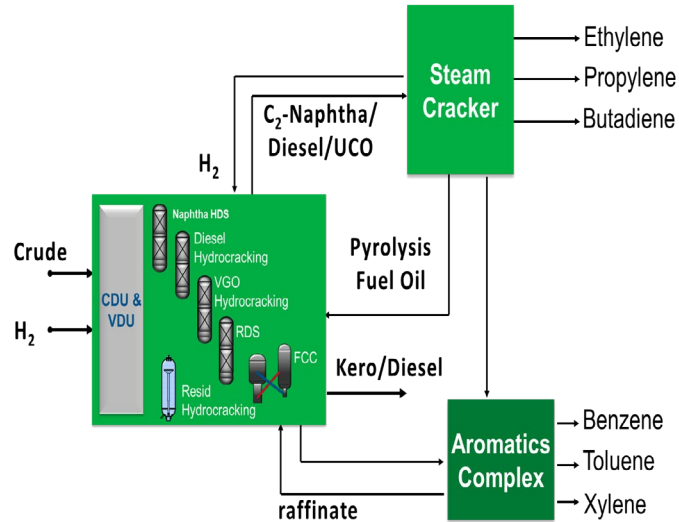 Ethylene
Steam
Cracker
Propylene
Butadiene
C2-Naphtha/
Diesel/UCO
H2
Naphtha HDS
Crude
Diesel
Hydrocracking
Pyrolysis
Fuel Oil
CDU &
VDU
VGO
Hydrocracking
H2
RDS
FCC
Kero/Diesel
Resid
Hydrocracking
Aromatics
Complex
Benzene
Toluene
Xylene
raffinate